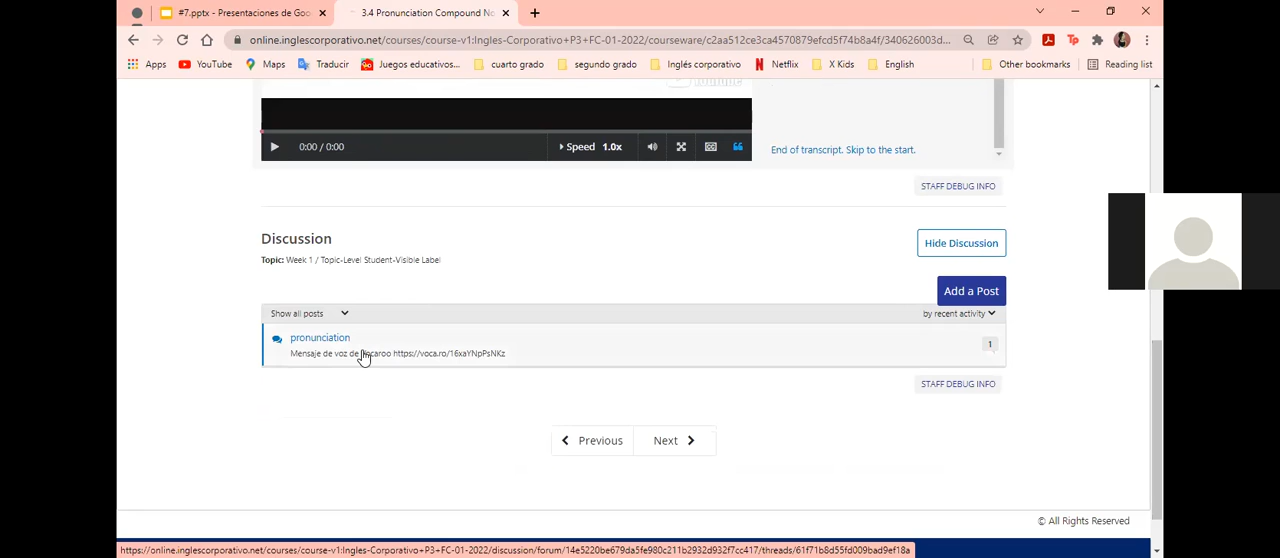 #7.pptx - Presentaciones de Goo
3.4 Pronunciation Compound No
online.inglescorporativo.net/courses/course-v1:Ingles-Corporativo+P3+FC-01-2022/courseware/c2aa512ce3ca4570879efcd5f74b8a4f/340626003d...
Apps YouTube Maps Traducir Juegos educativos... cuarto grado segundo grado Inglés corporativo Netflix X Kids English Other bookmarks Reading list
YouTube
0:00 / 0:00 Speed 1.0x
End of transcript. Skip to the start.
STAFF DEBUG INFO
Discussion
Hide Discussion
Topic: Week 1 / Topic-Level Student-Visible Label
Add a Post
Show all posts by recent activity
pronunciation
Mensaje de voz de https://voca.ro/16xaYNpPsNKz
1
STAFF DEBUG INFO
Previous Next
© All Rights Reserved
https://online.inglescorporativo.net/courses/course-v1:Ingles-Corporativo+P3+FC-01-2022/discussion/forum/14e5220be679da5fe980c211b2932d932f7cc417/threads/61f71b8d55fd009bad9ef18a